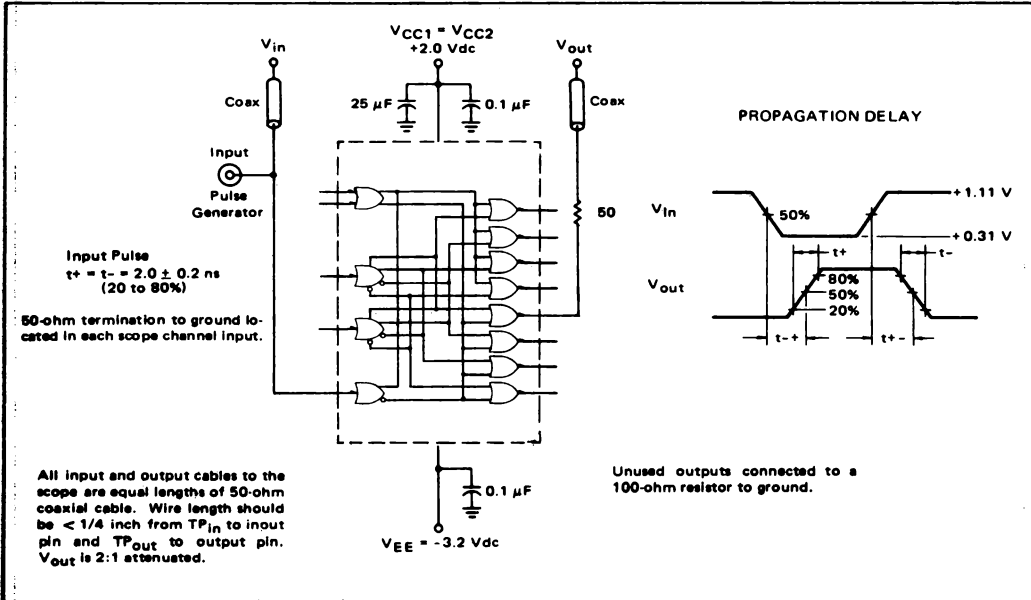 V_CC1 = V_CC2
+2.0 Vdc
V_in
V_out
Coax
25 µF
0.1 µF
Coax
PROPAGATION DELAY
Input
Pulse
Generator
50
V_In
50%
+1.11 V
+0.31 V
t+
t-
Input Pulse
t+ = t- = 2.0 ± 0.2 ns
(20 to 80%)
V_out
80%
50%
20%
t-+
t+-
50-ohm termination to ground lo-
cated in each scope channel input.
All input and output cables to the
scope are equal lengths of 50-ohm
coaxial cable. Wire length should
be < 1/4 inch from TP_in to input
pin and TP_out to output pin.
V_out is 2:1 attenuated.
0.1 µF
V_EE = -3.2 Vdc
Unused outputs connected to a
100-ohm resistor to ground.